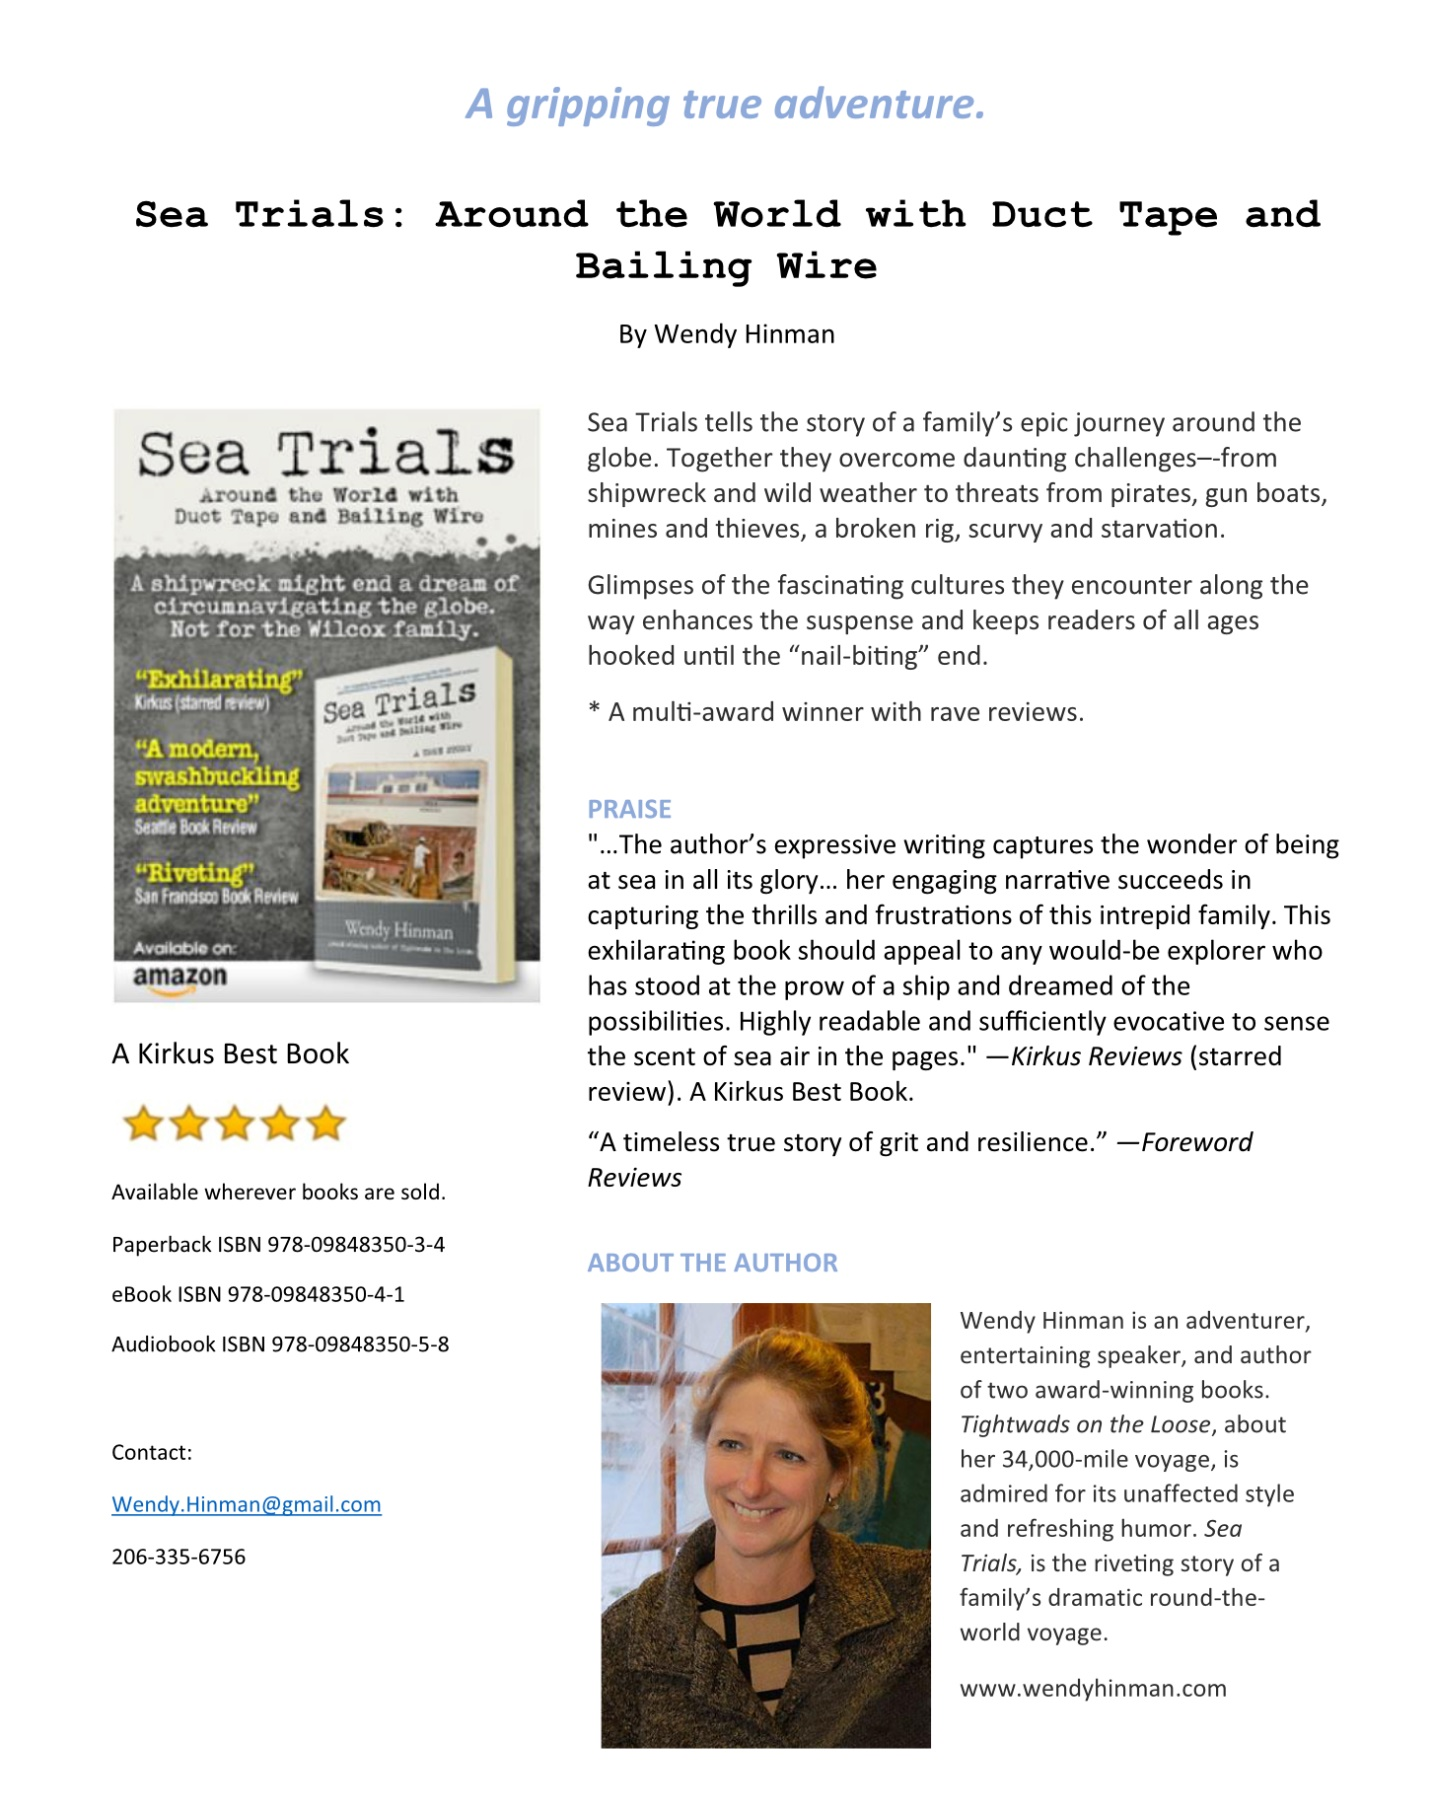 A gripping true adventure.
Sea Trials: Around the World with Duct Tape and
Bailing Wire
By Wendy Hinman
Sea Trials
Around the World with
Duct Tape and Bailing Wire
A shipwreck might end a dream of
circumnavigating the globe.
Not for the Wilcox family.
“Exhilarating”
Kirkus (starred review)
“A modern,
swashbuckling
adventure”
Seattle Book Review
“Riveting”
San Francisco Book Review
Available on:
amazon
Sea Trials
Around the World with
Duct Tape and Bailing Wire
A TRUE STORY
Wendy Hinman
A Kirkus Best Book
Available wherever books are sold.
Paperback ISBN 978-09848350-3-4
eBook ISBN 978-09848350-4-1
Audiobook ISBN 978-09848350-5-8
Contact:
Wendy.Hinman@gmail.com
206-335-6756
Sea Trials tells the story of a family’s epic journey around the
globe. Together they overcome daunting challenges–-from
shipwreck and wild weather to threats from pirates, gun boats,
mines and thieves, a broken rig, scurvy and starvation.
Glimpses of the fascinating cultures they encounter along the
way enhances the suspense and keeps readers of all ages
hooked until the “nail-biting” end.
* A multi-award winner with rave reviews.
PRAISE
"…The author’s expressive writing captures the wonder of being
at sea in all its glory… her engaging narrative succeeds in
capturing the thrills and frustrations of this intrepid family. This
exhilarating book should appeal to any would-be explorer who
has stood at the prow of a ship and dreamed of the
possibilities. Highly readable and sufficiently evocative to sense
the scent of sea air in the pages." —Kirkus Reviews (starred
review). A Kirkus Best Book.
“A timeless true story of grit and resilience.” —Foreword
Reviews
ABOUT THE AUTHOR
Wendy Hinman is an adventurer,
entertaining speaker, and author
of two award-winning books.
Tightwads on the Loose, about
her 34,000-mile voyage, is
admired for its unaffected style
and refreshing humor. Sea
Trials, is the riveting story of a
family’s dramatic round-the-
world voyage.
www.wendyhinman.com